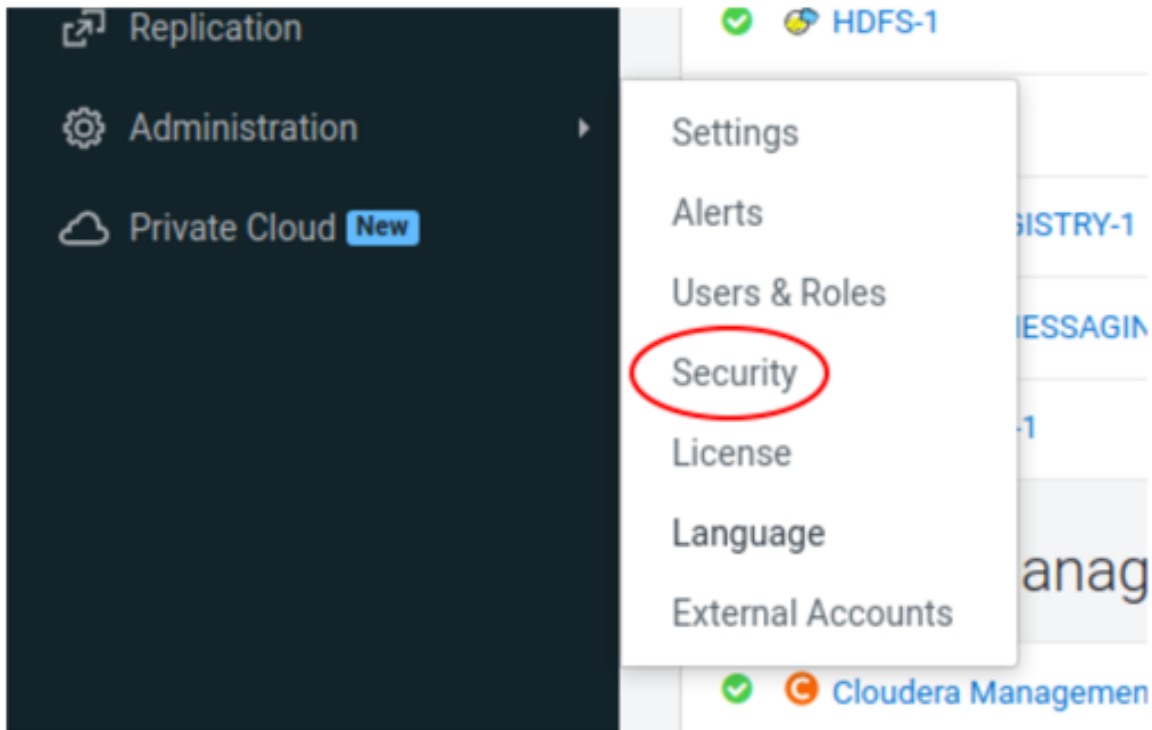 Replication
Administration
Private Cloud New
Settings
Alerts
Users & Roles
Security
License
Language
External Accounts
HDFS-1
GISTRY-1
-1
anag
Cloudera Managemen